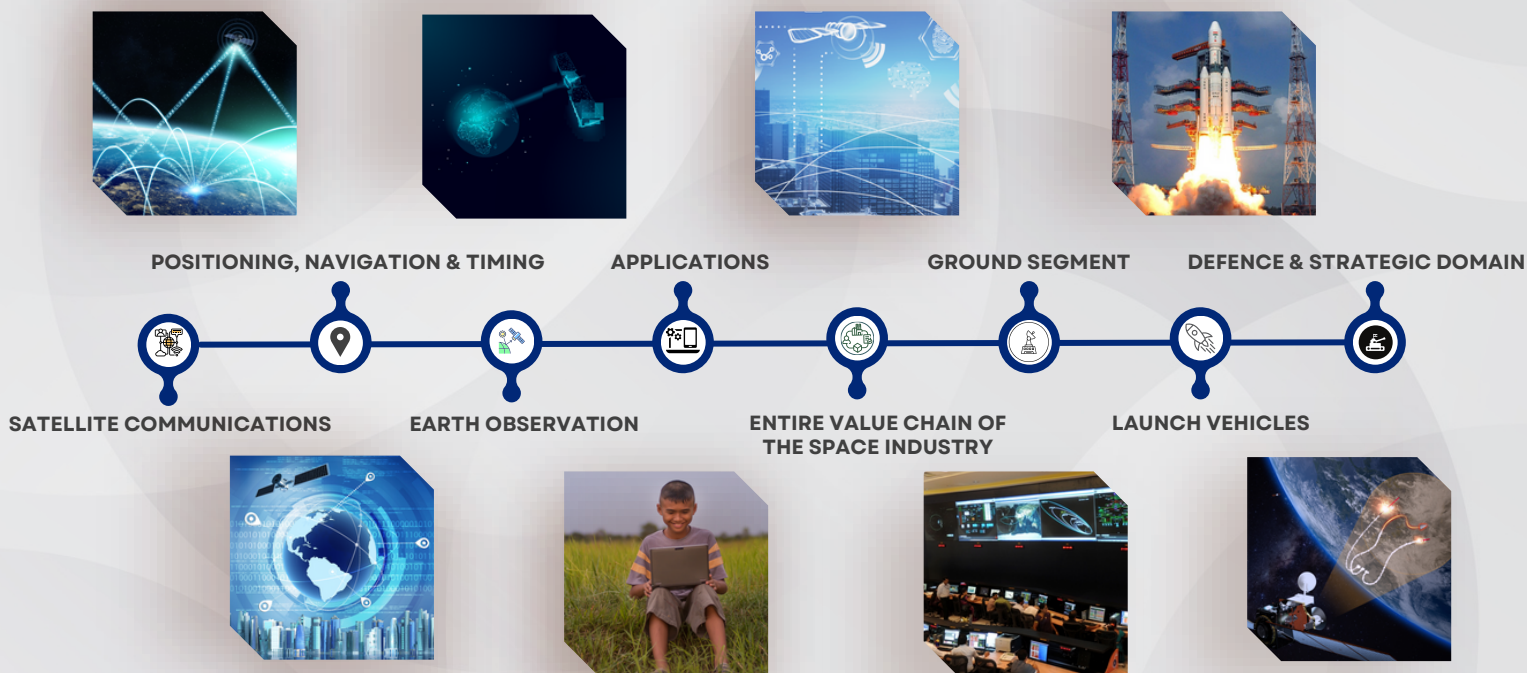 POSITIONING, NAVIGATION & TIMING
APPLICATIONS
GROUND SEGMENT
DEFENCE & STRATEGIC DOMAIN
SATELLITE COMMUNICATIONS
EARTH OBSERVATION
ENTIRE VALUE CHAIN OF
THE SPACE INDUSTRY
LAUNCH VEHICLES